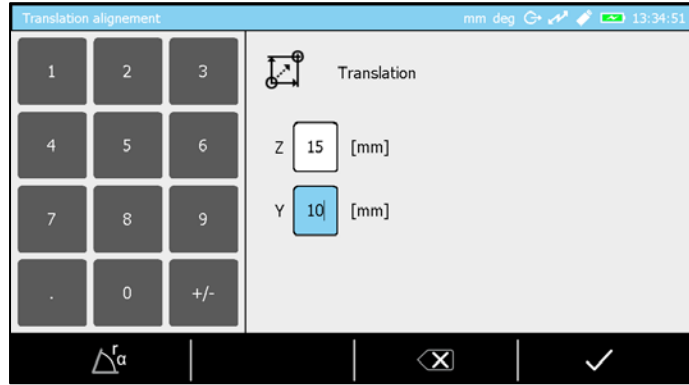 Translation alignement
mm deg G+ 13:34:51
1 2 3
4 5 6
7 8 9
. 0 +/-
Translation
Z 15 [mm]
Y 10 [mm]
r
α